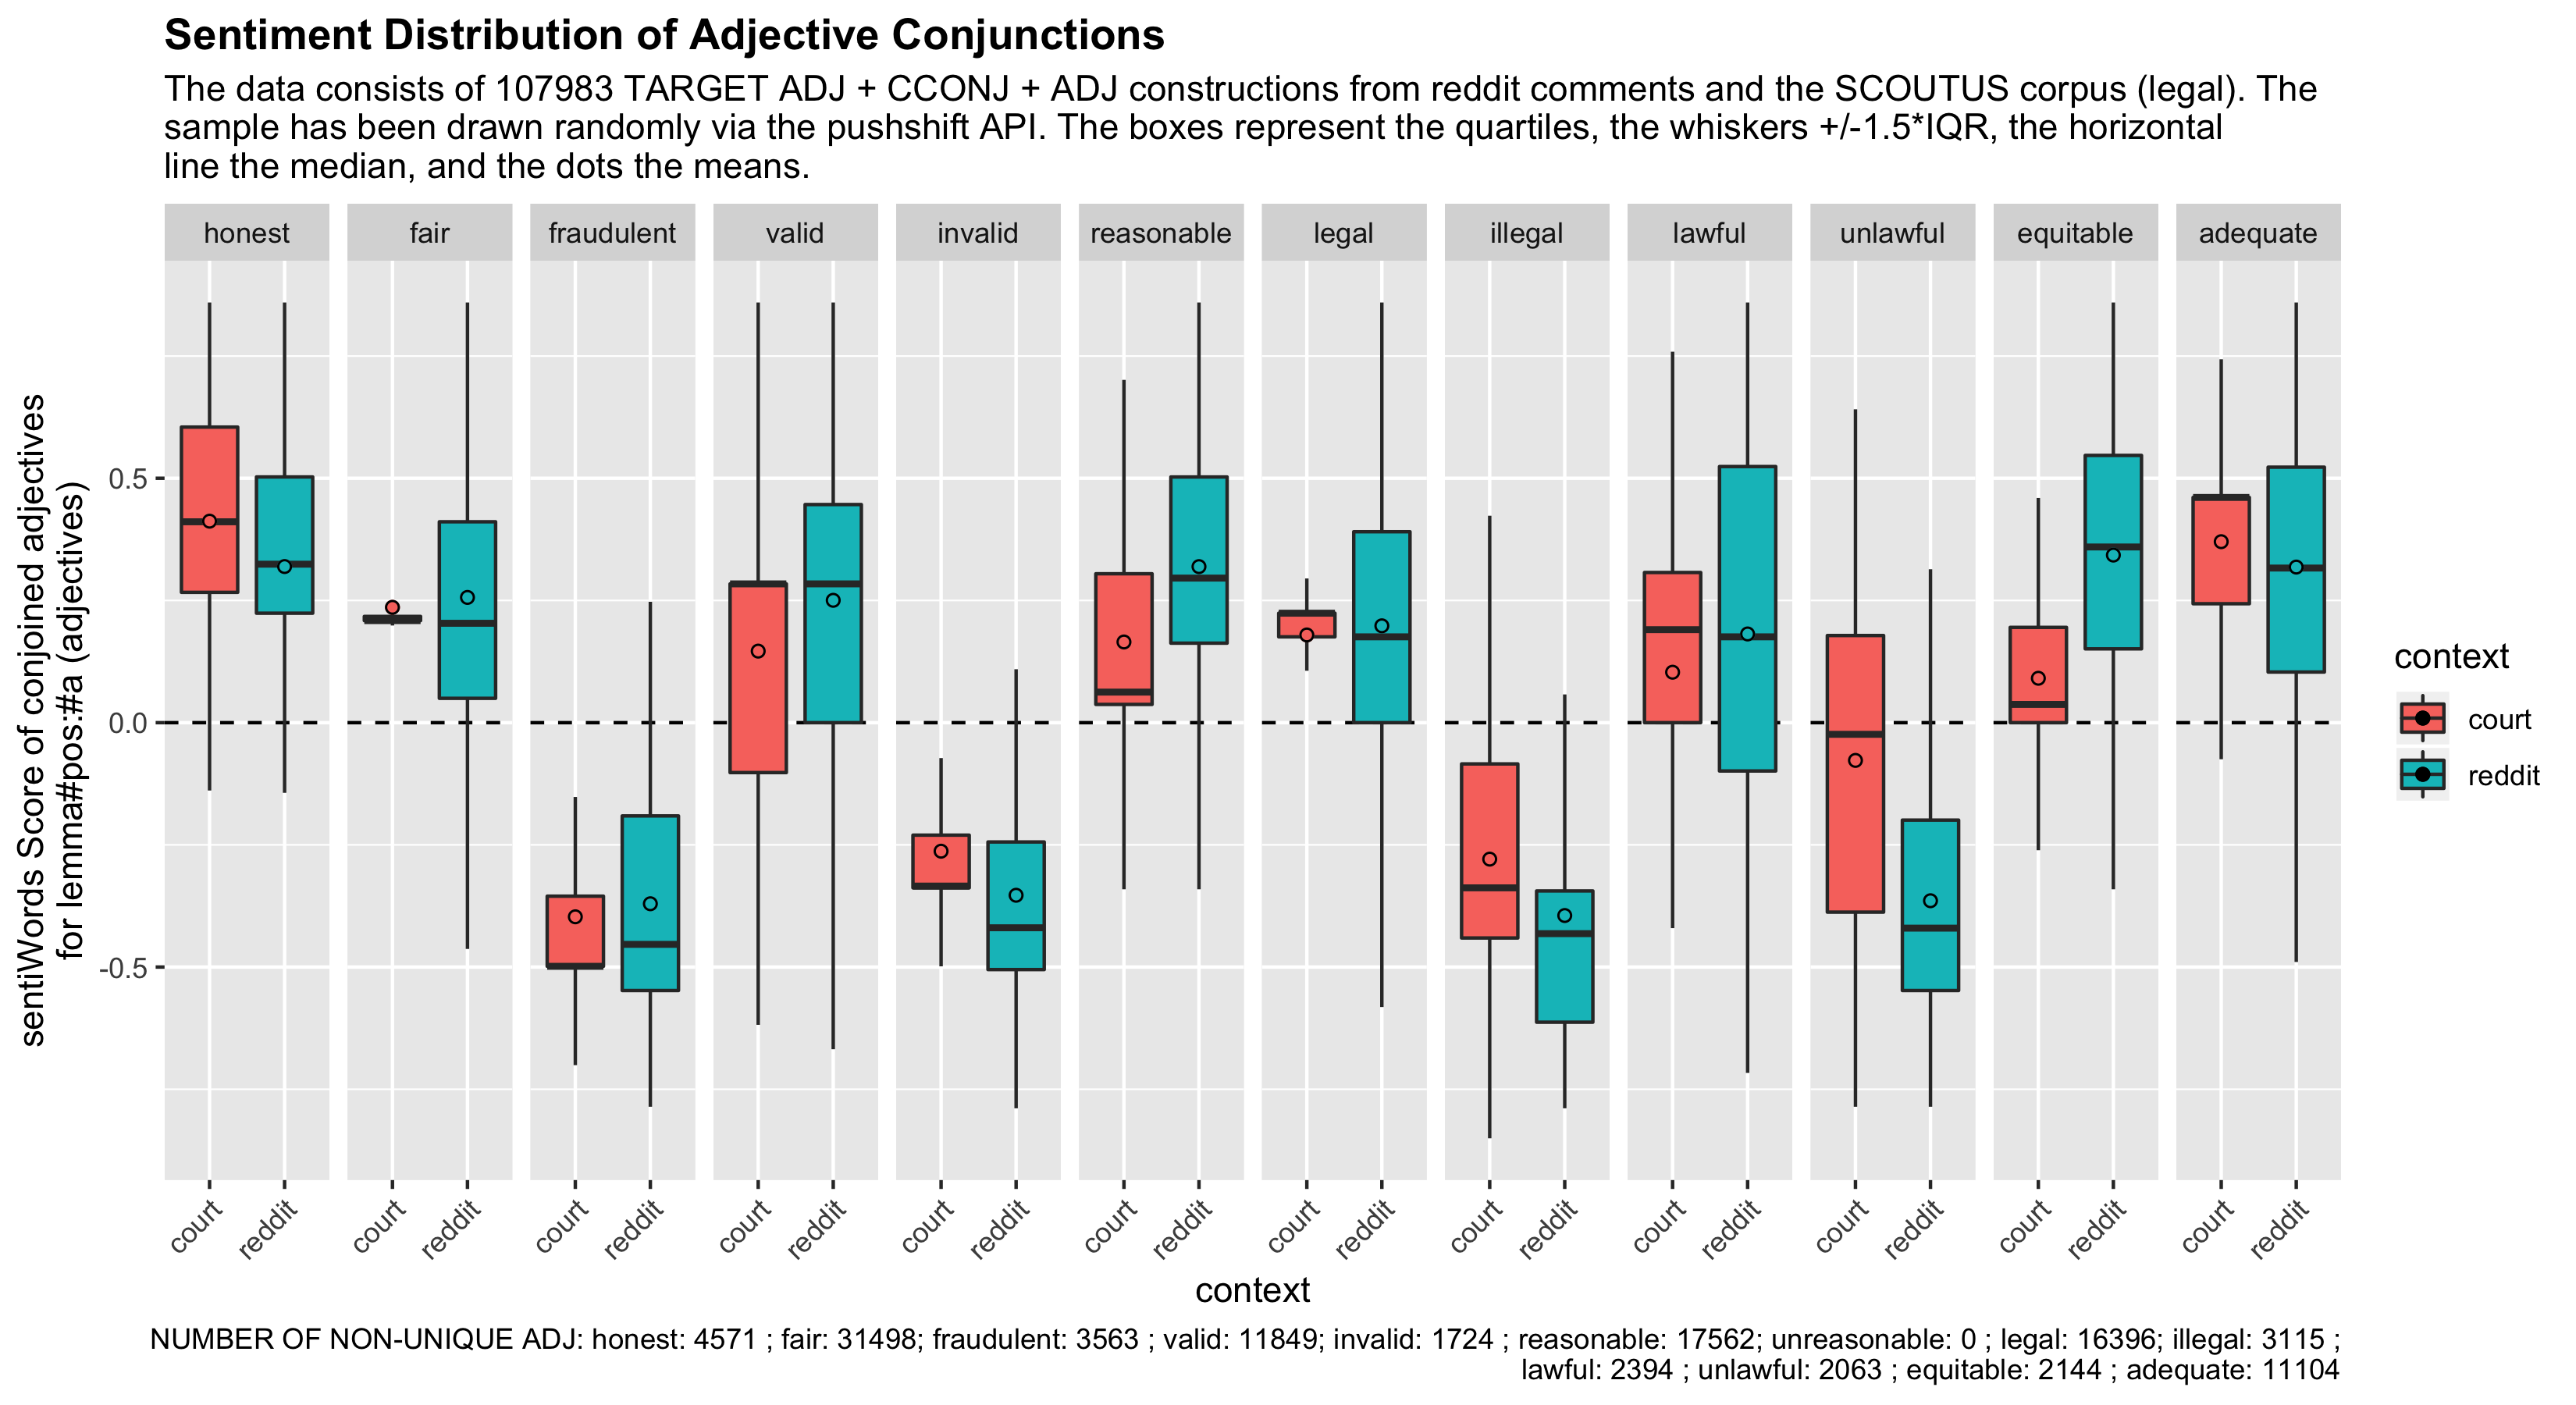 Sentiment Distribution of Adjective Conjunctions
The data consists of 107983 TARGET ADJ + CCONJ + ADJ constructions from reddit comments and the SCOUTUS corpus (legal). The
sample has been drawn randomly via the pushshift API. The boxes represent the quartiles, the whiskers +/-1.5*IQR, the horizontal
line the median, and the dots the means.
honest fair fraudulent valid invalid reasonable legal illegal lawful unlawful equitable adequate
sentiWords Score of conjoined adjectives
for lemma#pos:#a (adjectives)
0.5
0.0
-0.5
context
court
reddit
court reddit court reddit court reddit court reddit court reddit court reddit court reddit court reddit court reddit court reddit court reddit court reddit
context
NUMBER OF NON-UNIQUE ADJ: honest: 4571 ; fair: 31498; fraudulent: 3563 ; valid: 11849; invalid: 1724 ; reasonable: 17562; unreasonable: 0 ; legal: 16396; illegal: 3115 ;
lawful: 2394 ; unlawful: 2063 ; equitable: 2144 ; adequate: 11104